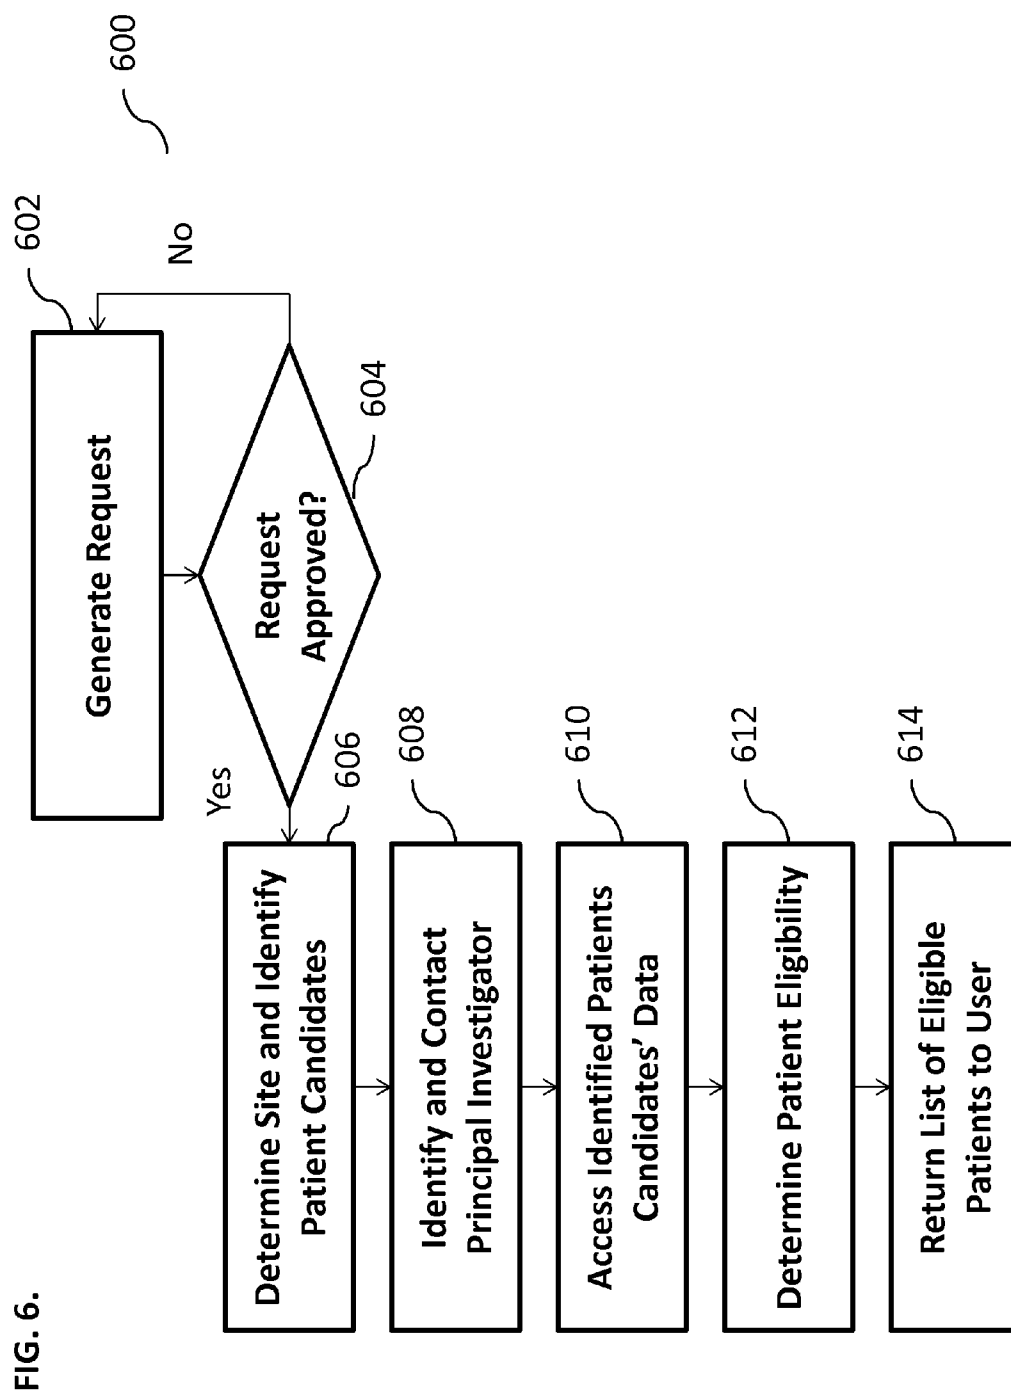 FIG. 6.
600
602
Generate Request
No
Request
Approved?
604
Yes
606
Determine Site and Identify
Patient Candidates
608
Identify and Contact
Principal Investigator
610
Access Identified Patients
Candidates’ Data
612
Determine Patient Eligibility
614
Return List of Eligible
Patients to User